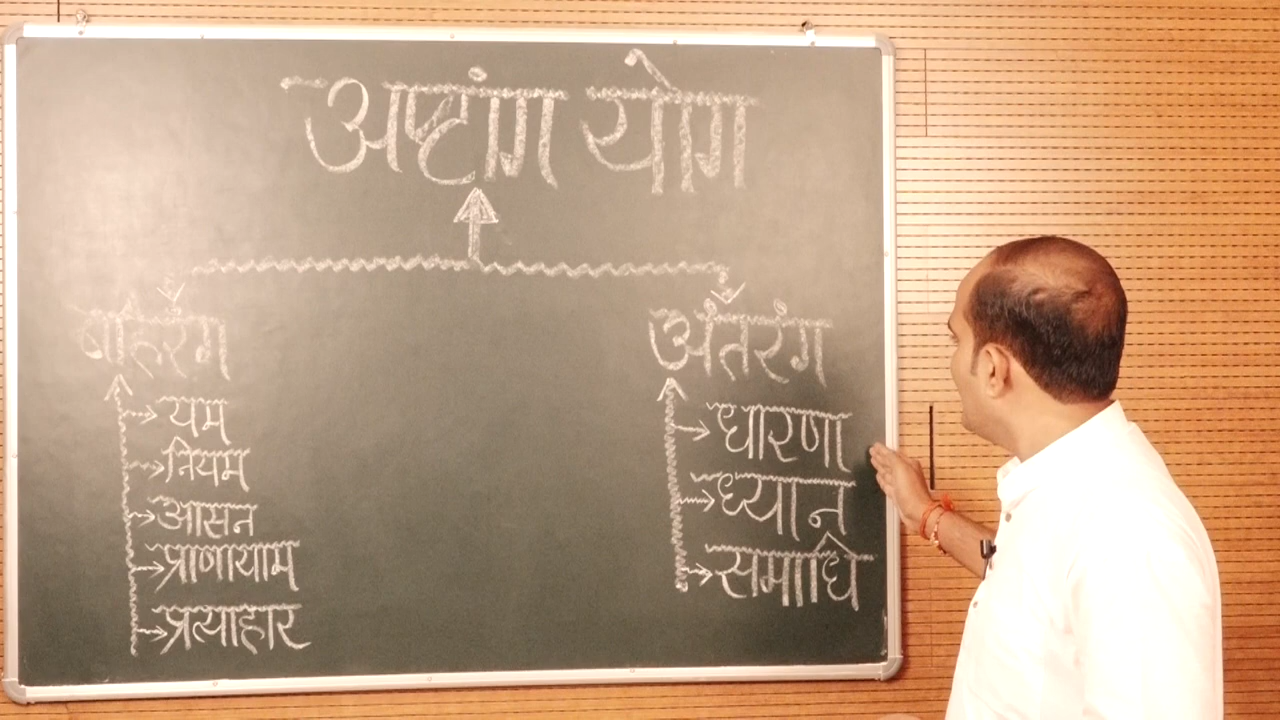 अष्टांग योग
बहिरंग
यम
नियम
आसन
प्राणायाम
प्रत्याहार
अंतरंग
धारणा
ध्यान
समाधि